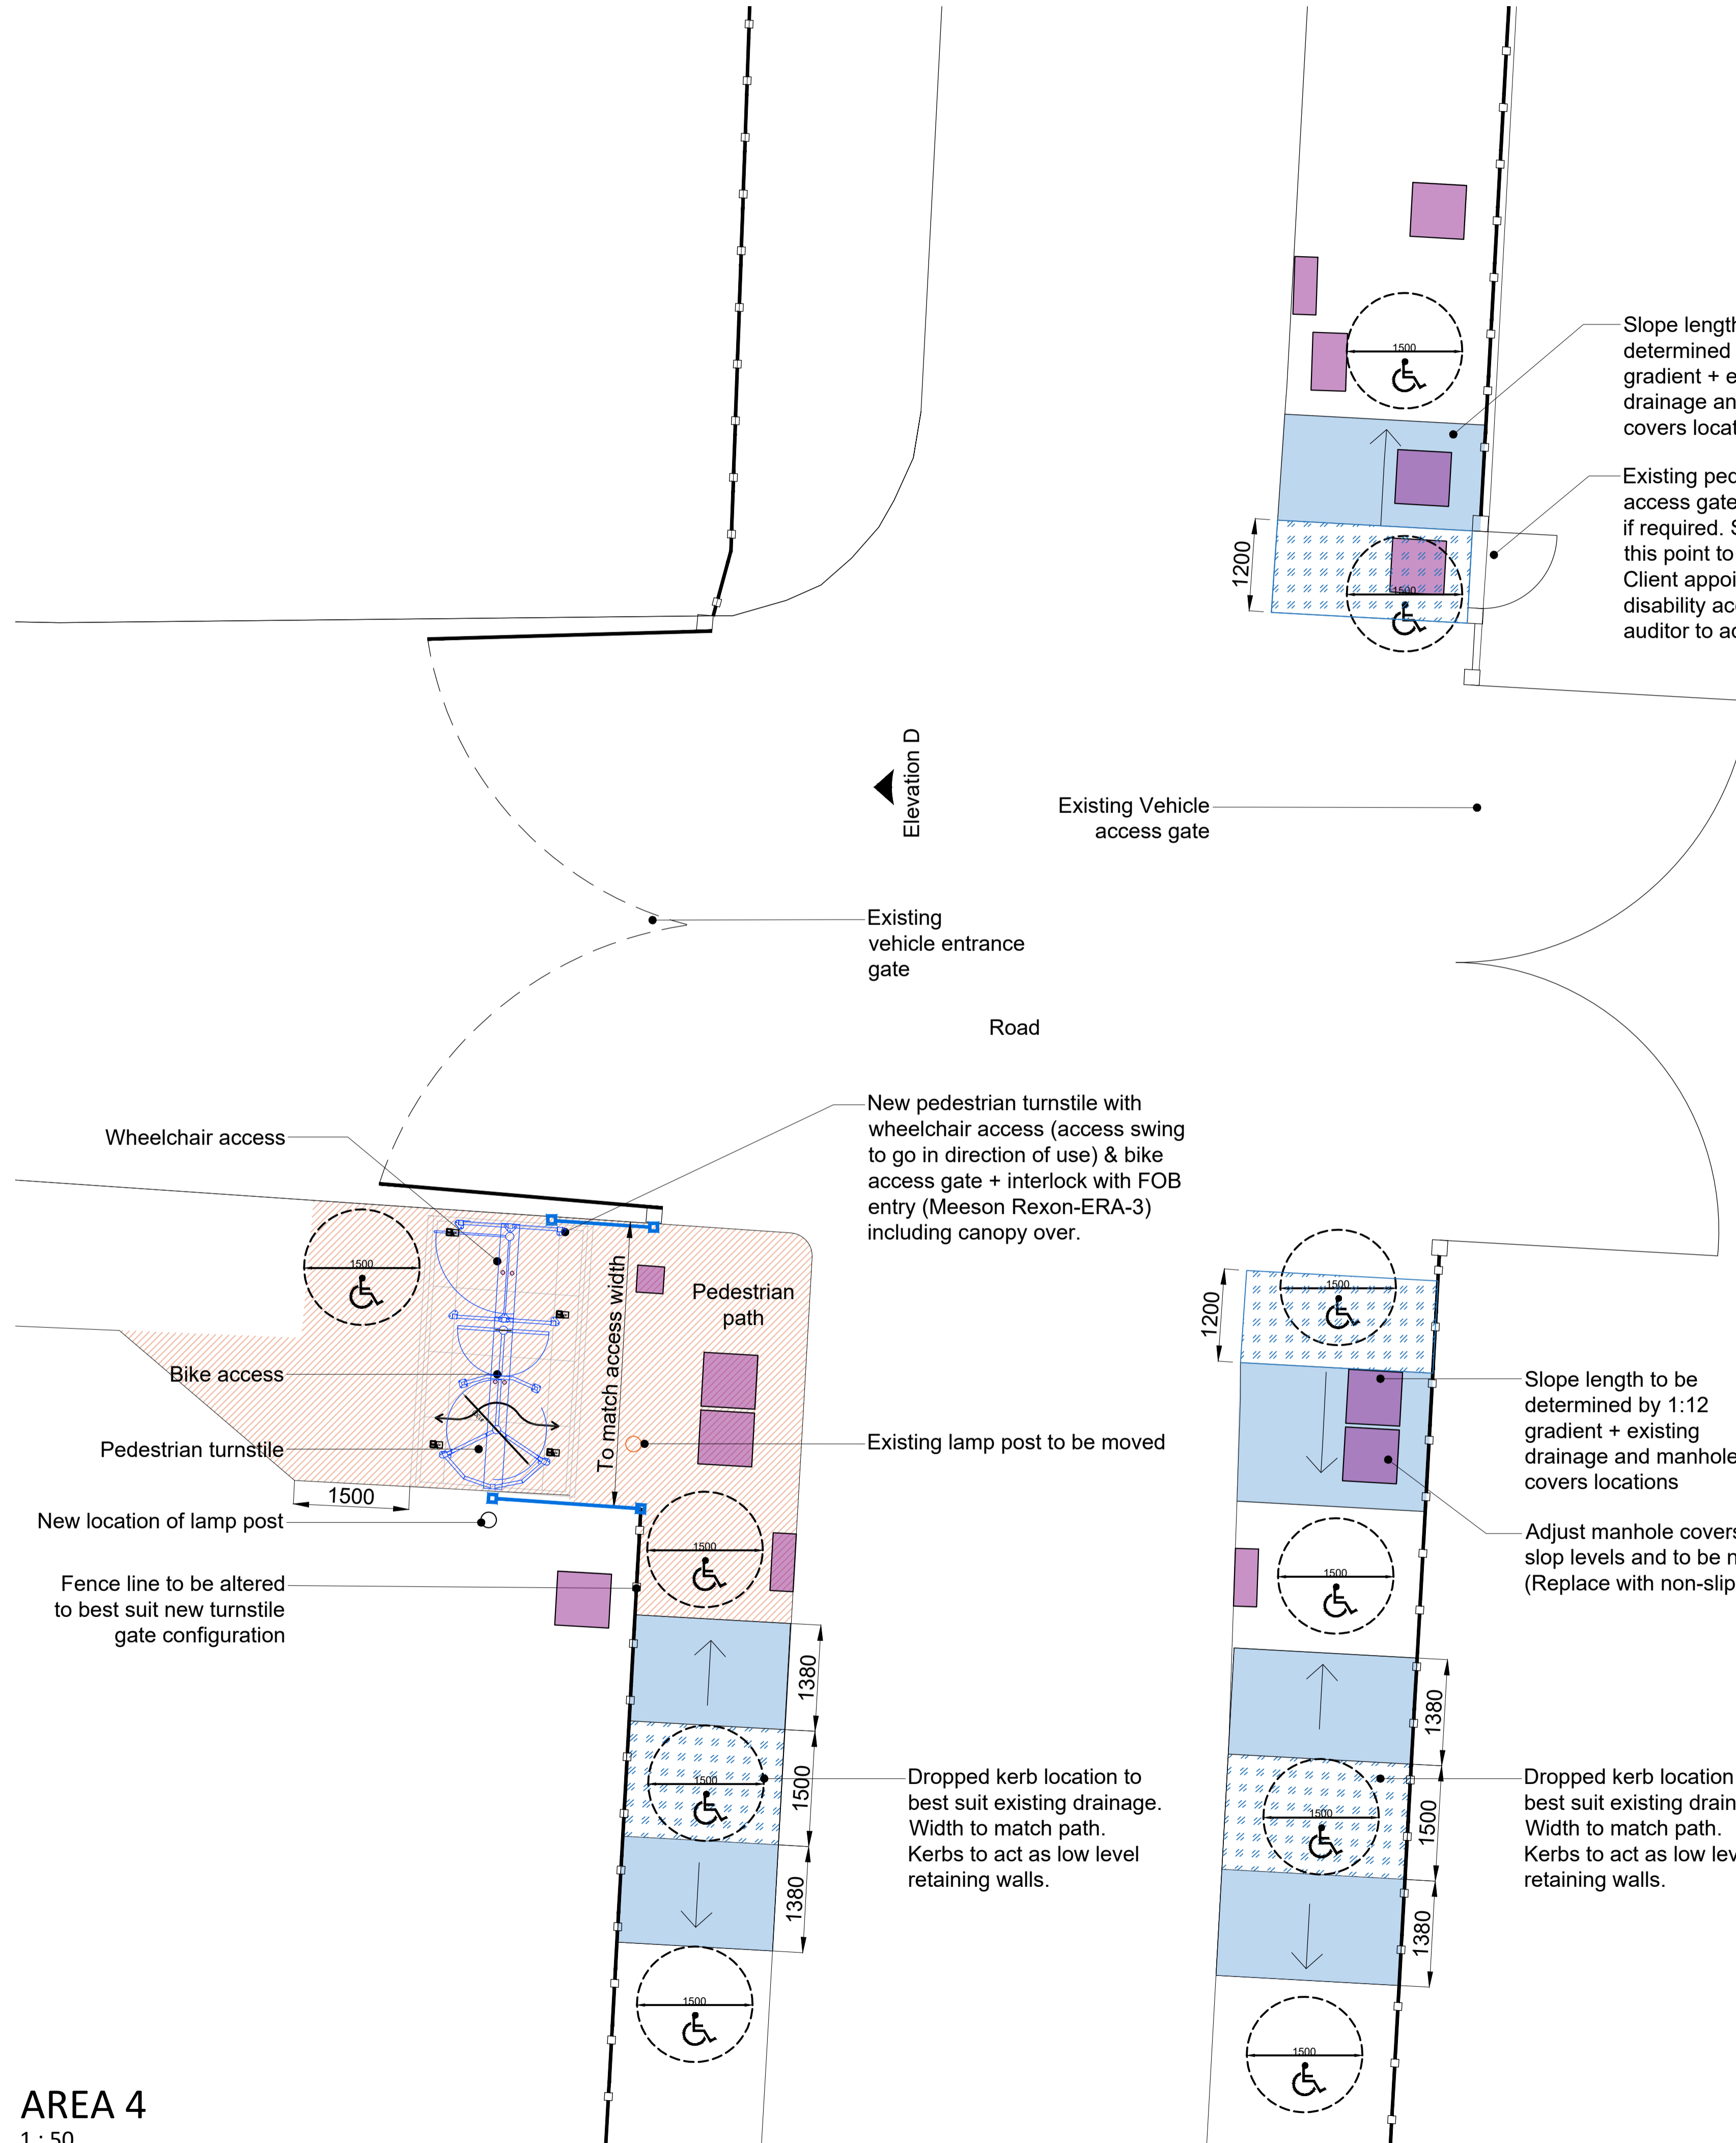 1500
Slope length
determined
gradient + e
drainage an
covers locat
Existing ped
access gate
if required. S
this point to
Client appoi
disability acc
auditor to ac
1200
1500
Elevation D
Existing Vehicle
access gate
Existing
vehicle entrance
gate
Road
Wheelchair access
New pedestrian turnstile with
wheelchair access (access swing
to go in direction of use) & bike
access gate + interlock with FOB
entry (Meeson Rexon-ERA-3)
including canopy over.
1500
To match access width
Pedestrian
path
Bike access
Pedestrian turnstile
1500
Existing lamp post to be moved
New location of lamp post
Fence line to be altered
to best suit new turnstile
gate configuration
1500
1200
1500
Slope length to be
determined by 1:12
gradient + existing
drainage and manhole
covers locations
Adjust manhole covers
slop levels and to be n
(Replace with non-slip
1500
1380
1500
1500
1380
Dropped kerb location to
best suit existing drainage.
Width to match path.
Kerbs to act as low level
retaining walls.
1500
1380
1500
1500
1380
Dropped kerb location
best suit existing drain
Width to match path.
Kerbs to act as low lev
retaining walls.
1500
AREA 4
1 : 50